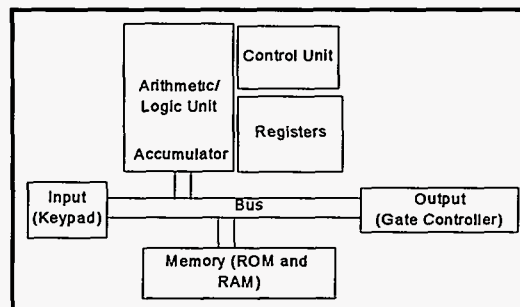 Control Unit
Arithmetic/
Logic Unit
Registers
Accumulator
Input
(Keypad)
Bus
Output
(Gate Controller)
Memory (ROM and
RAM)